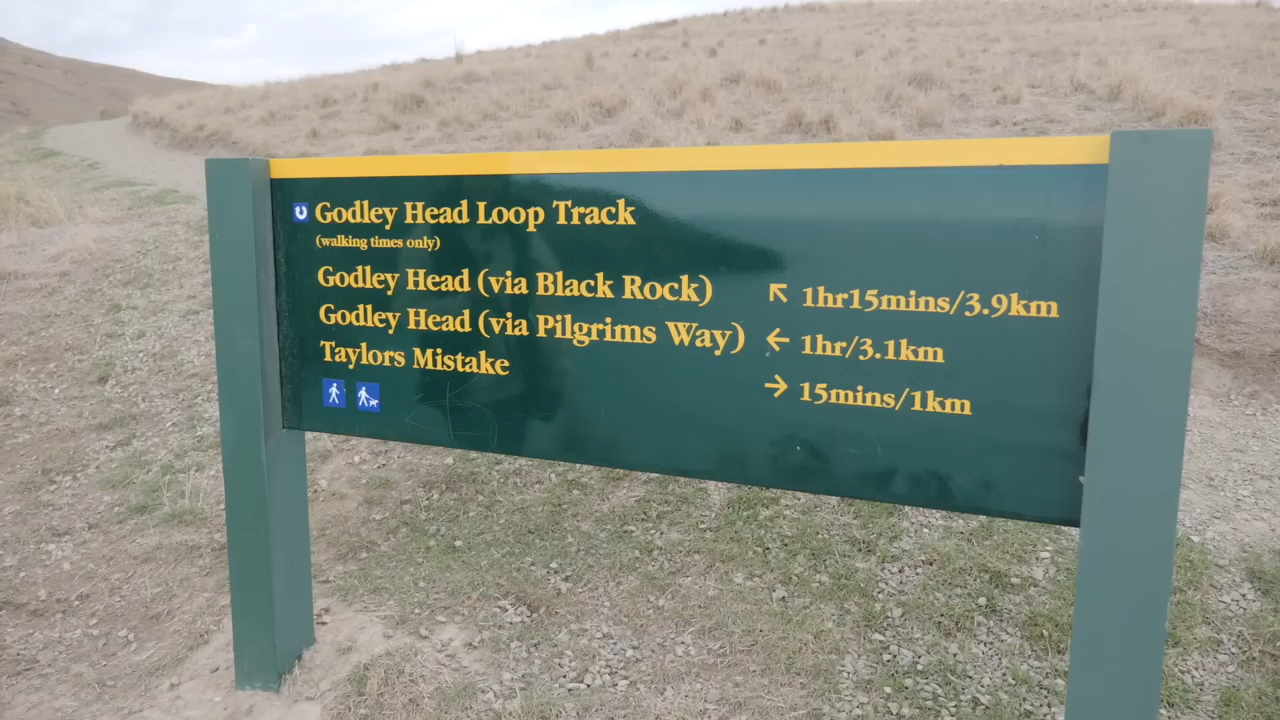 Godley Head Loop Track
(walking times only)
Godley Head (via Black Rock) ↖ 1hr15mins/3.9km
Godley Head (via Pilgrims Way) ← 1hr/3.1km
Taylors Mistake → 15mins/1km